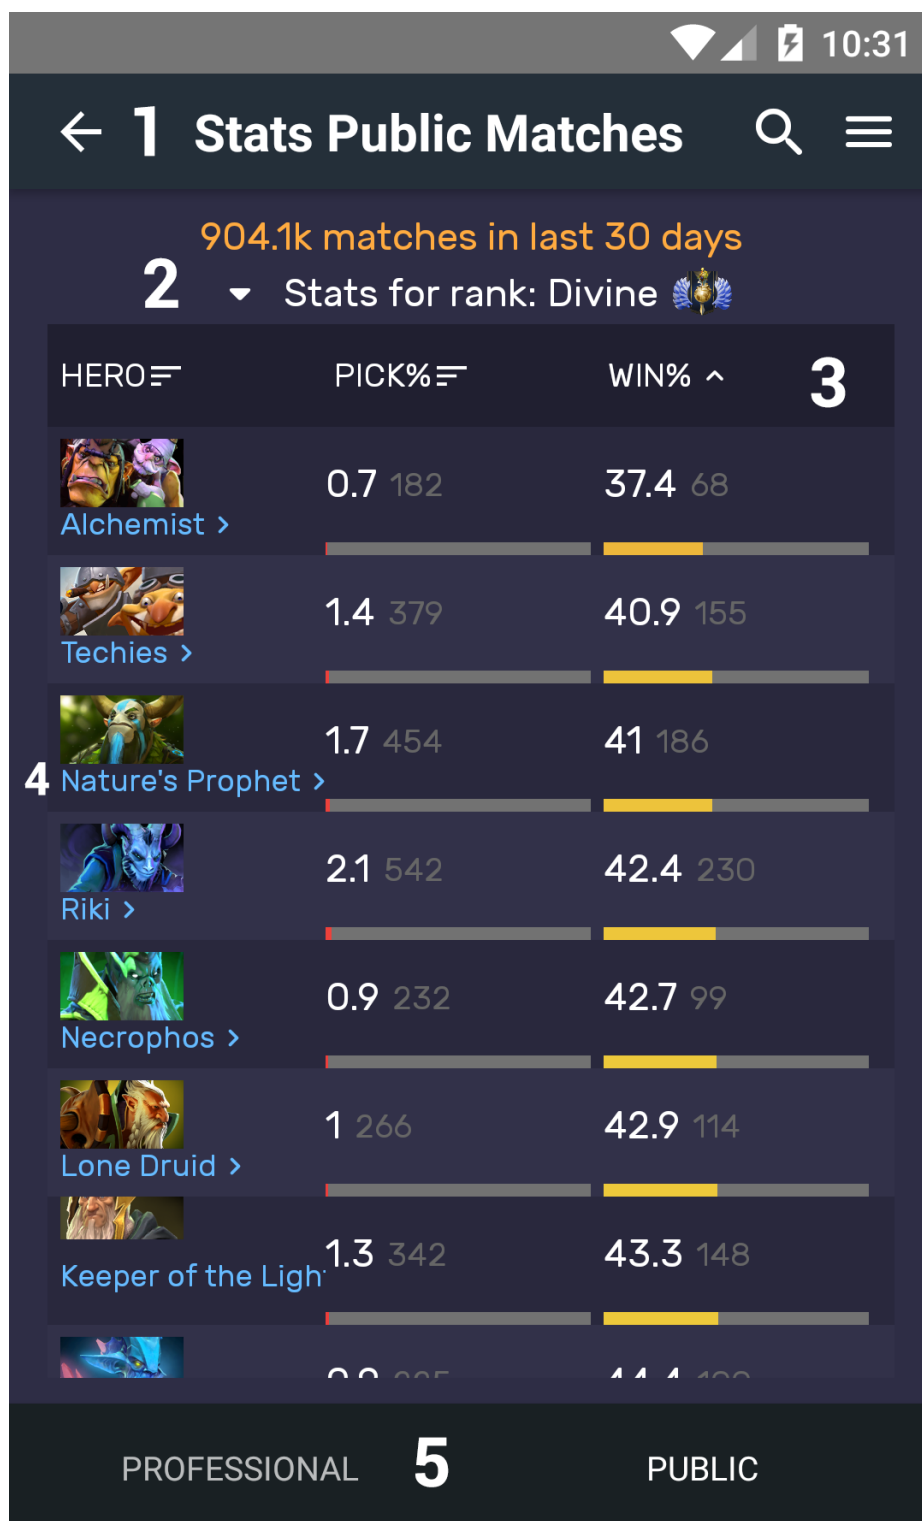 10:31
1 Stats Public Matches
904.1k matches in last 30 days
2 Stats for rank: Divine
HERO PICK% WIN% 3
0.7 182 37.4 68
Alchemist >
1.4 379 40.9 155
Techies >
1.7 454 41 186
4 Nature's Prophet >
2.1 542 42.4 230
Riki >
0.9 232 42.7 99
Necrophos >
1 266 42.9 114
Lone Druid >
1.3 342 43.3 148
Keeper of the Light
PROFESSIONAL 5 PUBLIC